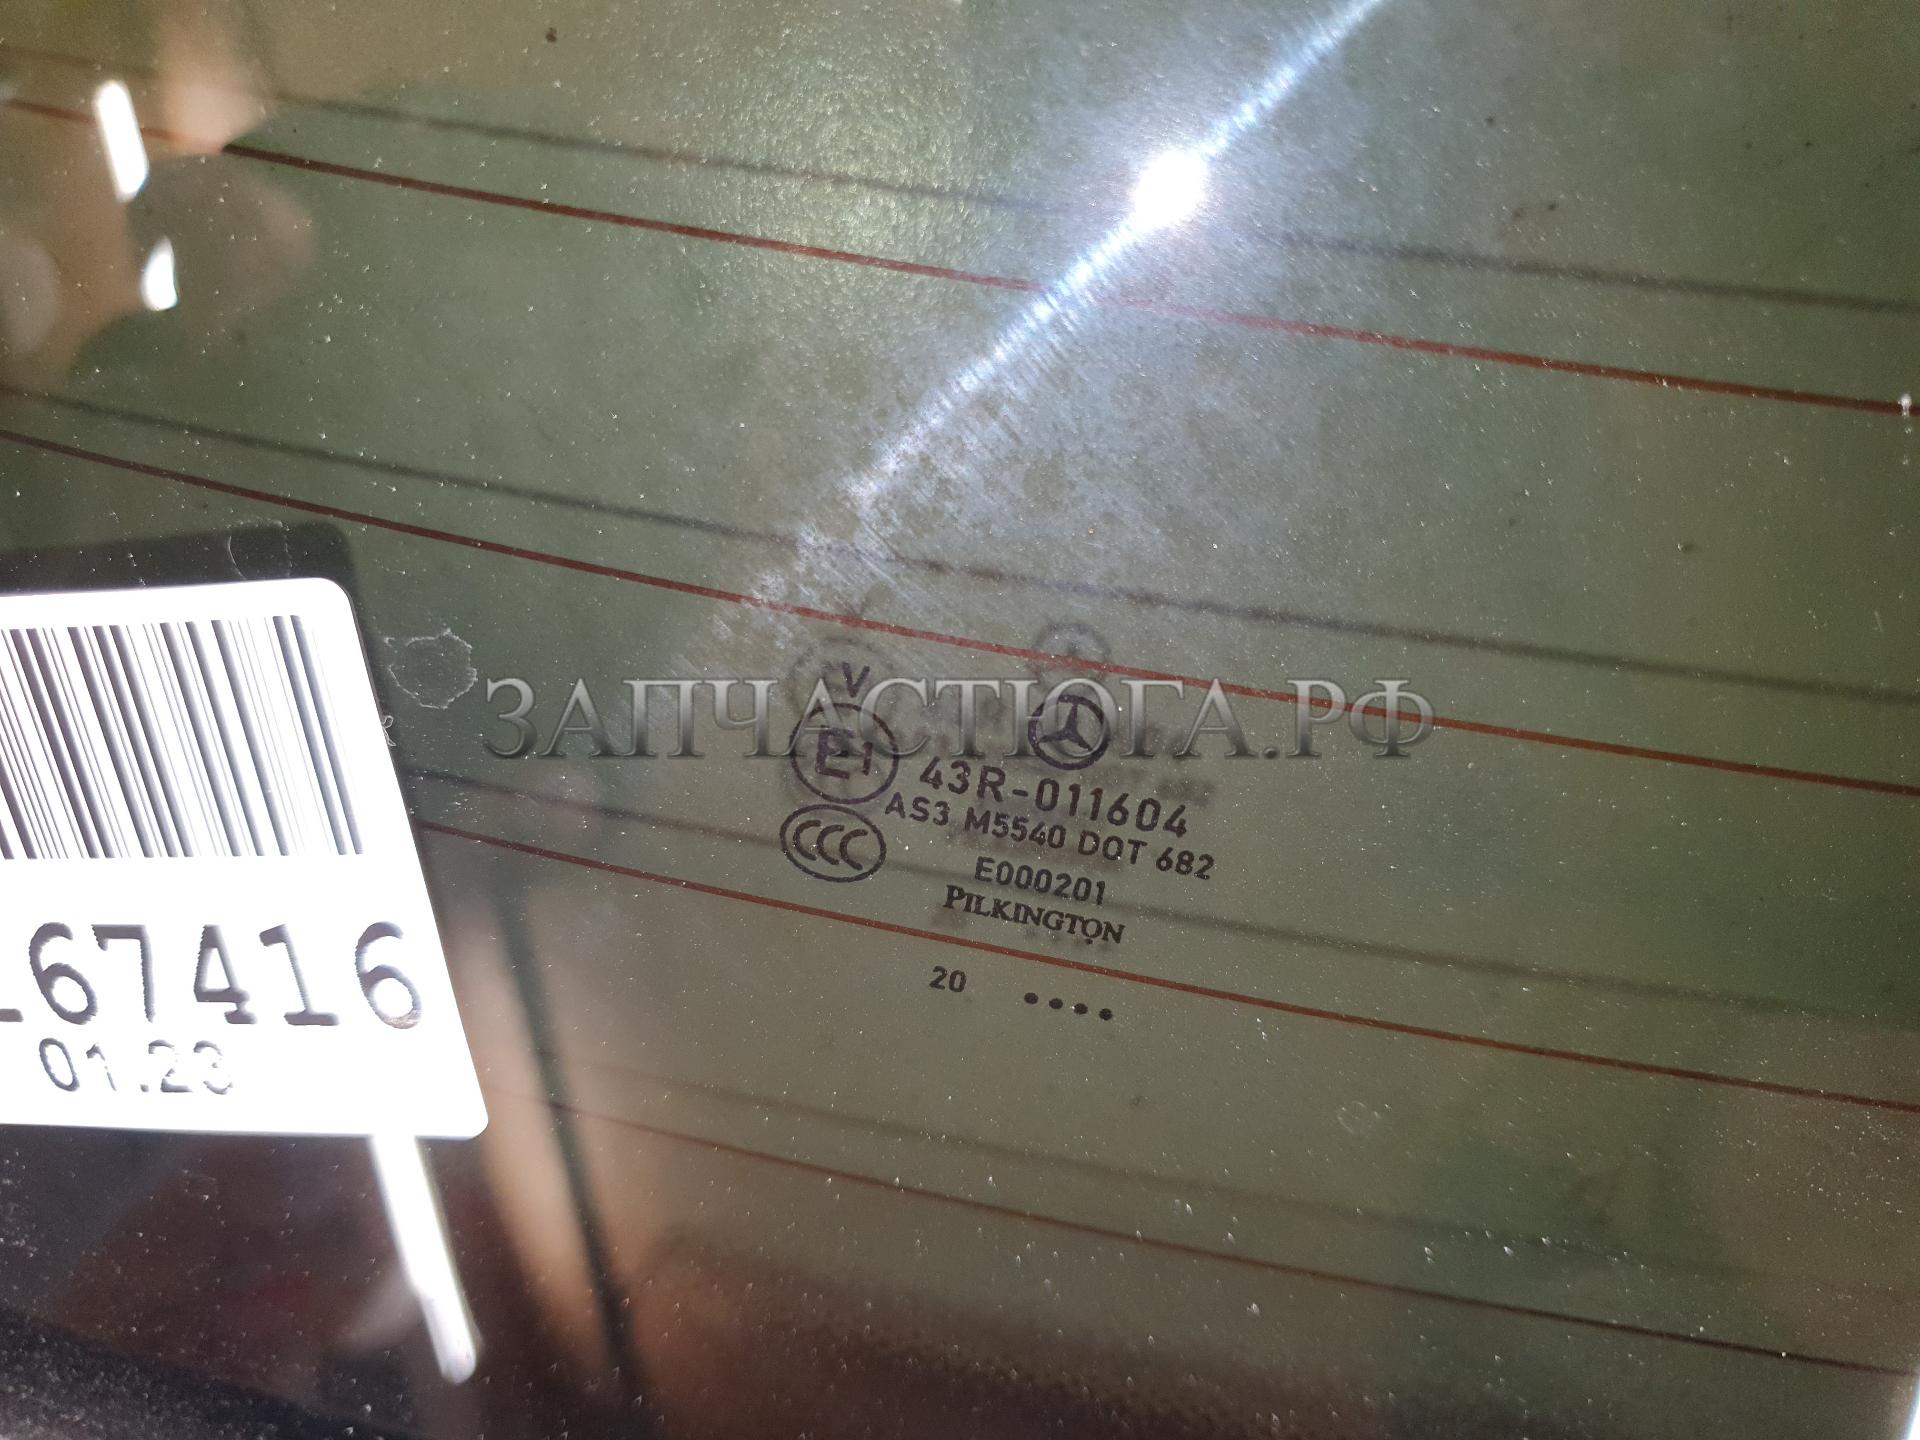 V
ЗАПЧАСТЮГА.РФ
E1
43R-011604
CCC
AS3 M5540 DOT 682
E000201
PILKINGTON
20 ....
67416
01.23